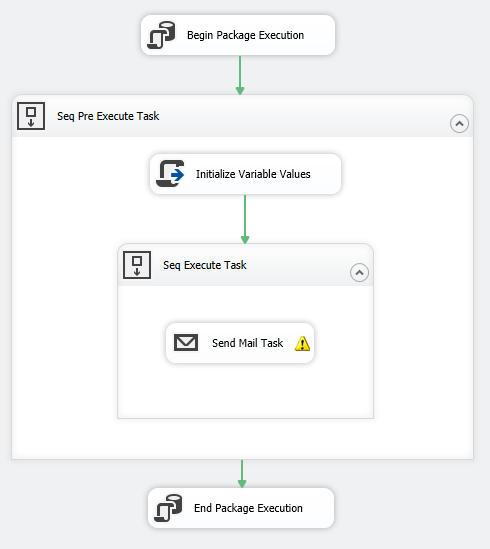 Begin Package Execution
Seq Pre Execute Task
Initialize Variable Values
Seq Execute Task
Send Mail Task
End Package Execution